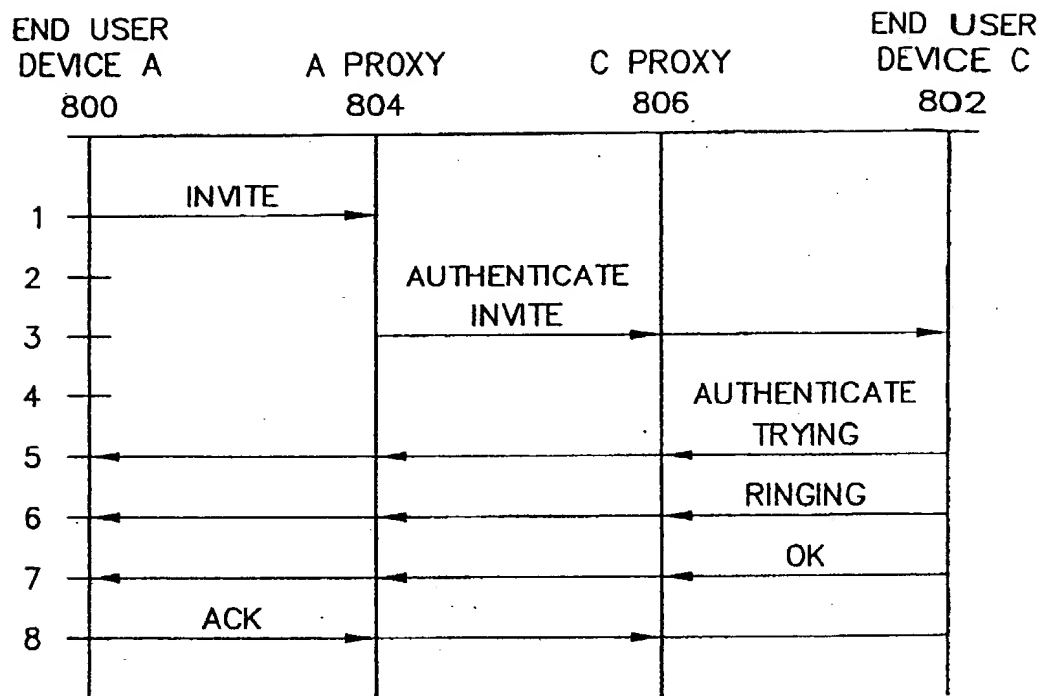 END USER DEVICE A
800
A PROXY
804
C PROXY
806
END USER DEVICE C
802
1
INVITE
2
AUTHENTICATE
3
INVITE
4
AUTHENTICATE
5
TRYING
6
RINGING
7
OK
8
ACK